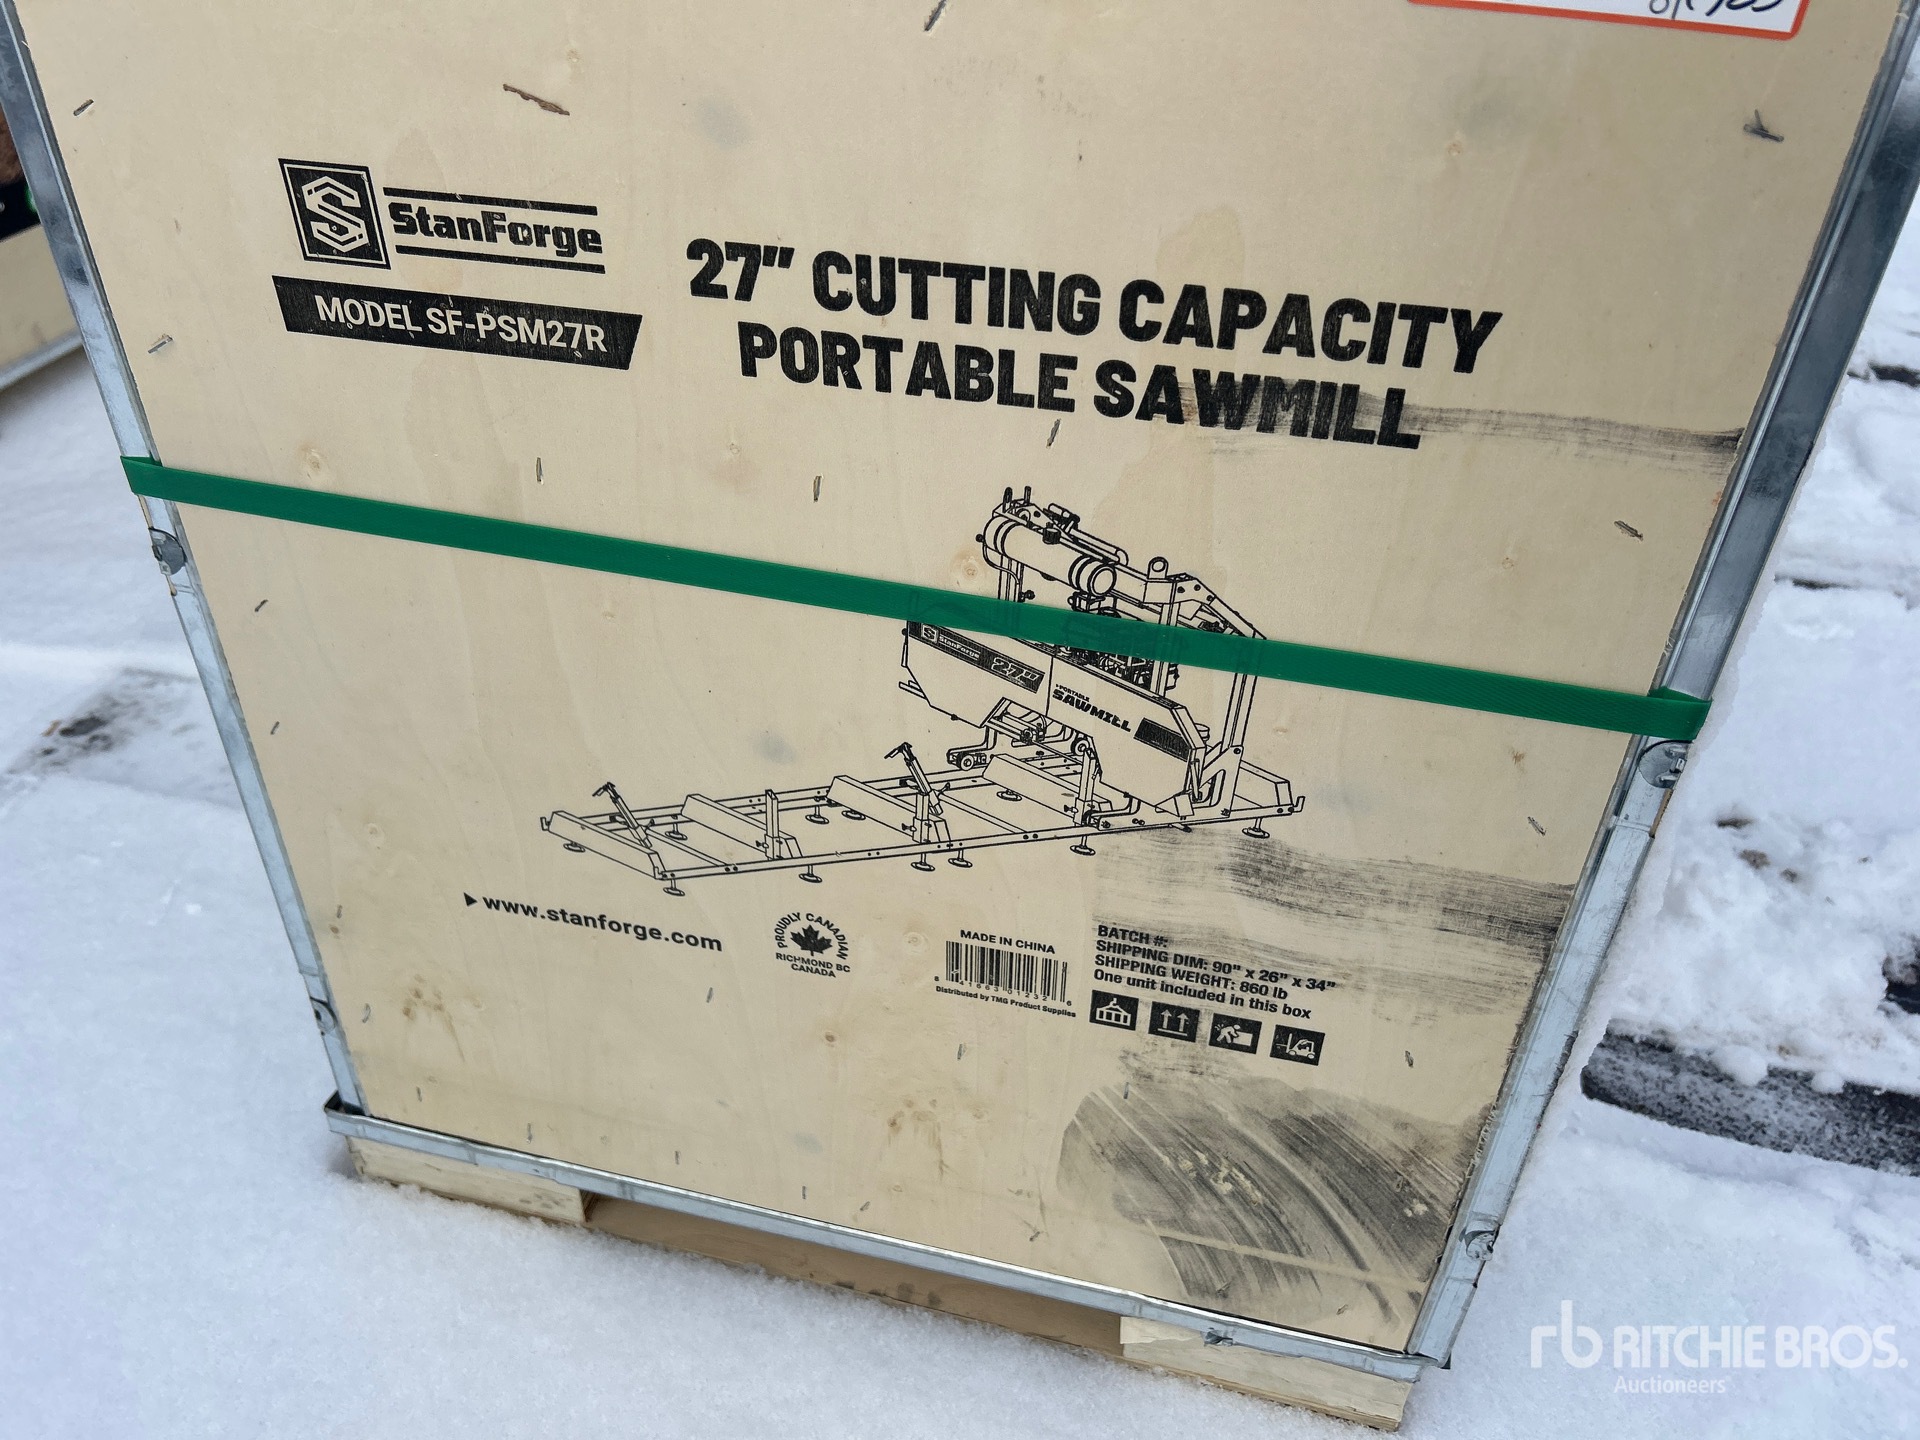 StanForge
MODEL SF-PSM27R
27" CUTTING CAPACITY
PORTABLE SAWMILL
S StanForge 27"
PORTABLE
SAWMILL
www.stanforge.com
PROUDLY CANADIAN
RICHMOND BC
CANADA
MADE IN CHINA
Distributed by TMG Product Supplies
BATCH #:
SHIPPING DIM: 90" x 26" x 34"
SHIPPING WEIGHT: 860 lb
One unit included in this box
rb RITCHIE BROS.
Auctioneers